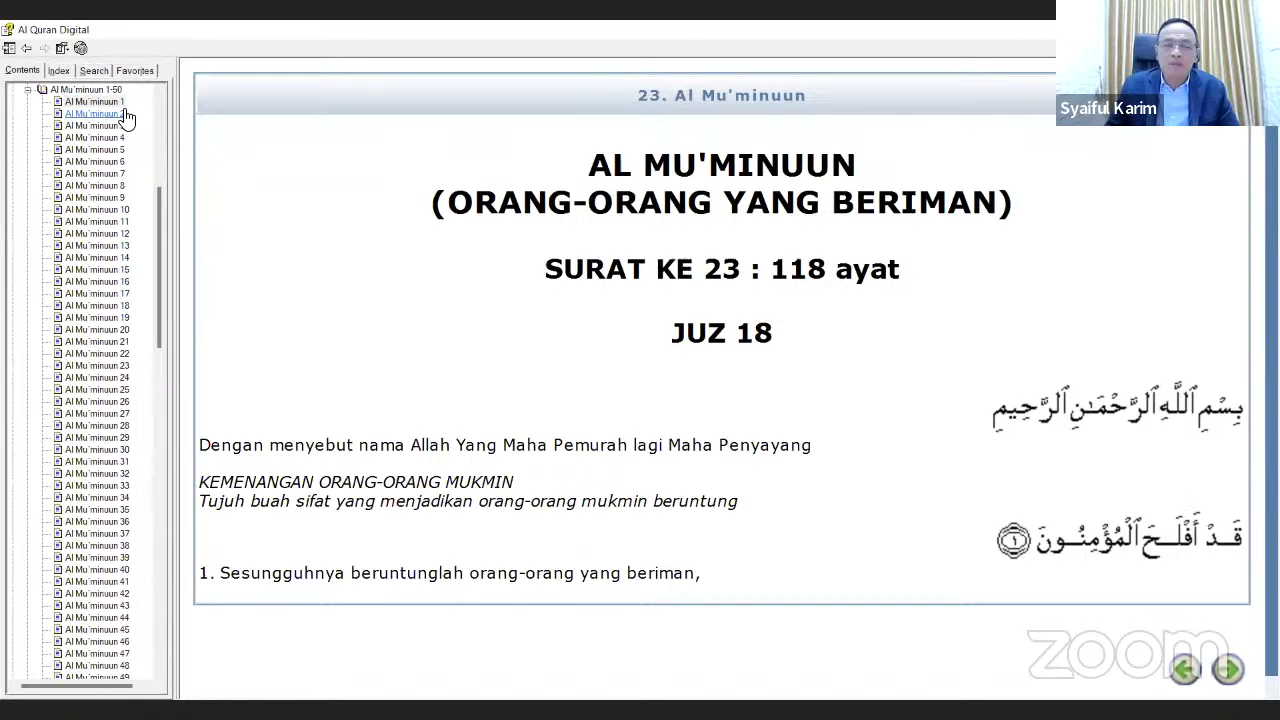 Al Quran Digital
Contents
Index
Search
Favorites
Al Mu´minuun 1-50
Al Mu´minuun 1
Al Mu´minuun 2
Al Mu´minuun
Al Mu´minuun 4
Al Mu´minuun 5
Al Mu´minuun 6
Al Mu´minuun 7
Al Mu´minuun 8
Al Mu´minuun 9
Al Mu´minuun 10
Al Mu´minuun 11
Al Mu´minuun 12
Al Mu´minuun 13
Al Mu´minuun 14
Al Mu´minuun 15
Al Mu´minuun 16
Al Mu´minuun 17
Al Mu´minuun 18
Al Mu´minuun 19
Al Mu´minuun 20
Al Mu´minuun 21
Al Mu´minuun 22
Al Mu´minuun 23
Al Mu´minuun 24
Al Mu´minuun 25
Al Mu´minuun 26
Al Mu´minuun 27
Al Mu´minuun 28
Al Mu´minuun 29
Al Mu´minuun 30
Al Mu´minuun 31
Al Mu´minuun 32
Al Mu´minuun 33
Al Mu´minuun 34
Al Mu´minuun 35
Al Mu´minuun 36
Al Mu´minuun 37
Al Mu´minuun 38
Al Mu´minuun 39
Al Mu´minuun 40
Al Mu´minuun 41
Al Mu´minuun 42
Al Mu´minuun 43
Al Mu´minuun 44
Al Mu´minuun 45
Al Mu´minuun 46
Al Mu´minuun 47
Al Mu´minuun 48
Al Mu´minuun 49
23. Al Mu'minuun
AL MU'MINUUN
(ORANG-ORANG YANG BERIMAN)
SURAT KE 23 : 118 ayat
JUZ 18
بِسْمِ ٱللَّهِ ٱلرَّحْمَـٰنِ ٱلرَّحِيمِ
Dengan menyebut nama Allah Yang Maha Pemurah lagi Maha Penyayang
KEMENANGAN ORANG-ORANG MUKMIN
Tujuh buah sifat yang menjadikan orang-orang mukmin beruntung
قَـدْ أَفْلَـحَ ٱلْمُؤْمِنُـونَ ١
1. Sesungguhnya beruntunglah orang-orang yang beriman,
Syaiful Karim
zoom